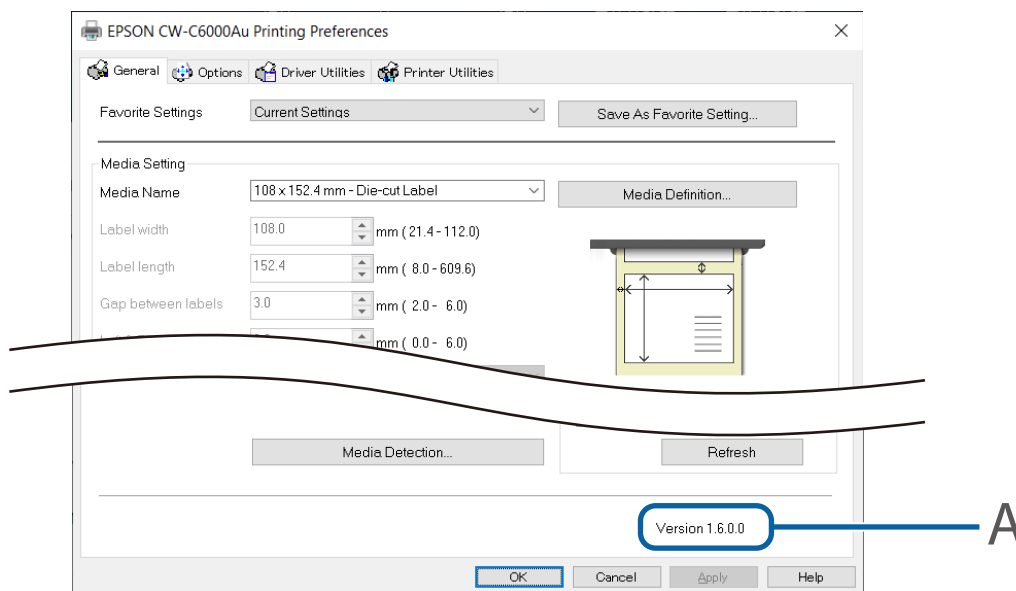 EPSON CW-C6000Au Printing Preferences
General Options Driver Utilities Printer Utilities
Favorite Settings Current Settings Save As Favorite Setting...
Media Setting
Media Name 108 x 152.4 mm - Die-cut Label Media Definition...
Label width 108.0 mm ( 21.4 - 112.0)
Label length 152.4 mm ( 8.0 - 609.6)
Gap between labels 3.0 mm ( 2.0 - 6.0)
mm ( 0.0 - 6.0)
Media Detection... Refresh
Version 1.6.0.0 A
OK Cancel Apply Help